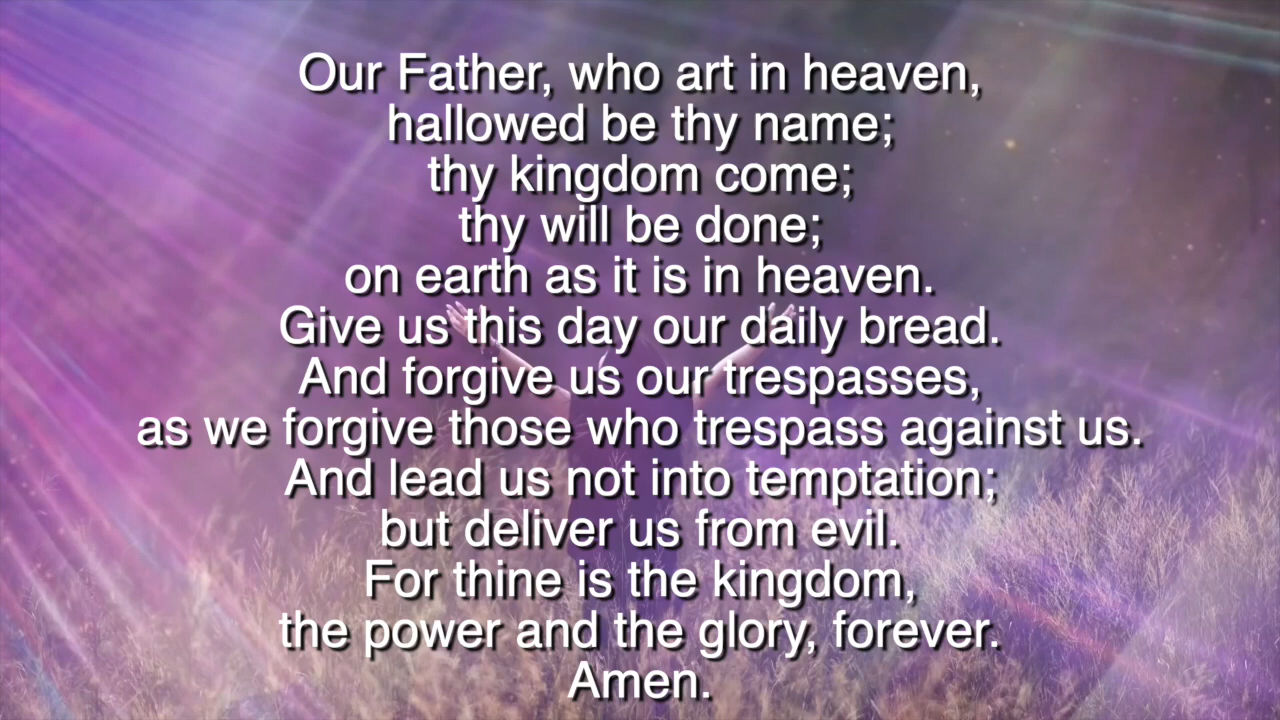 Our Father, who art in heaven,
hallowed be thy name;
thy kingdom come;
thy will be done;
on earth as it is in heaven.
Give us this day our daily bread.
And forgive us our trespasses,
as we forgive those who trespass against us.
And lead us not into temptation;
but deliver us from evil.
For thine is the kingdom,
the power and the glory, forever.
Amen.